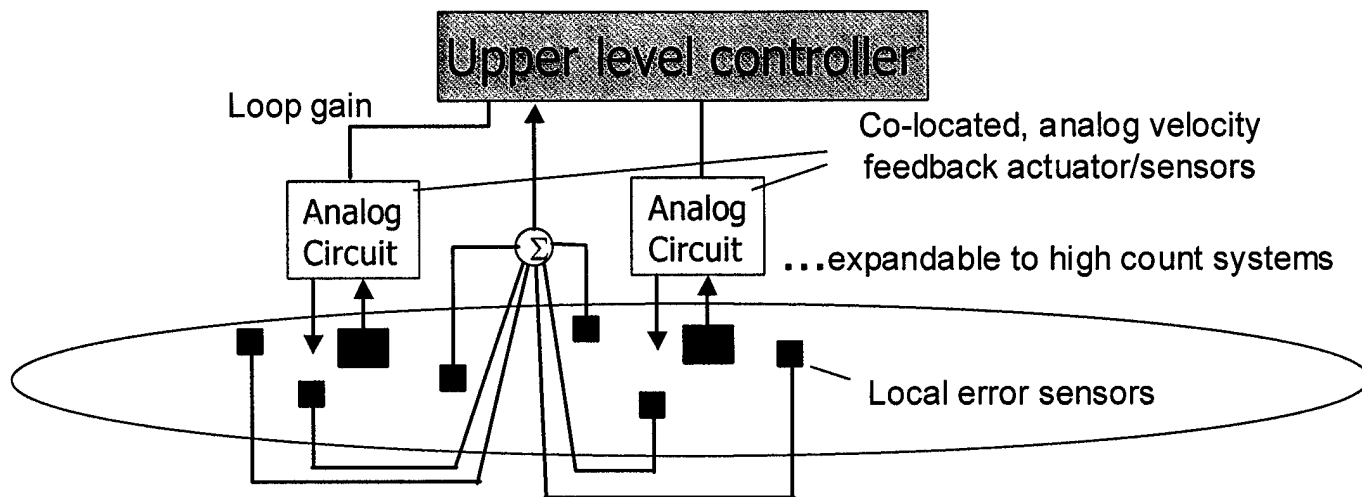 Upper level controller
Loop gain
Co-located, analog velocity
feedback actuator/sensors
Analog
Circuit
Σ
Analog
Circuit
...expandable to high count systems
Local error sensors